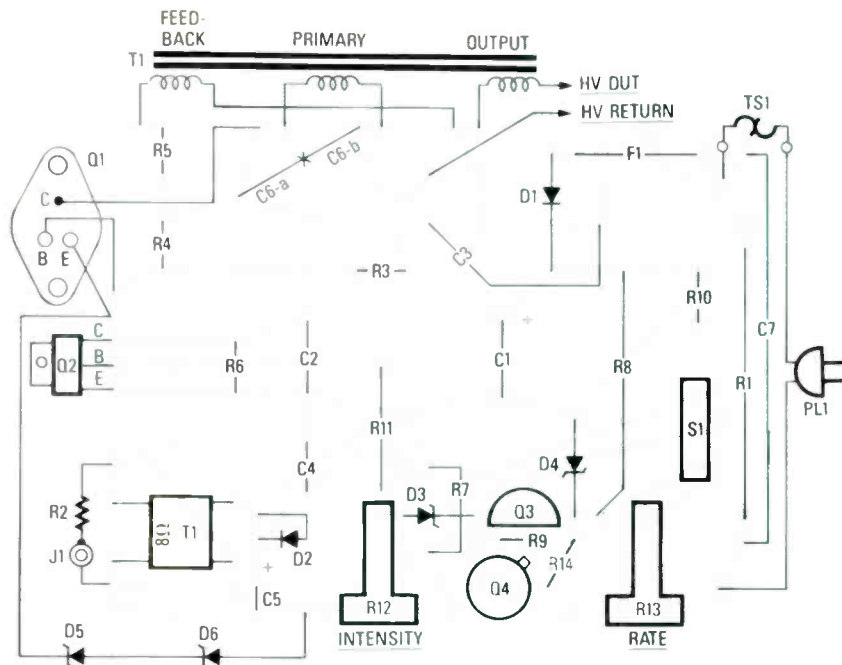 FEED-
BACK
PRIMARY
OUTPUT
T1
HV OUT
HV RETURN
TS1
R5
Q1
C6-a
C6-b
F1
C
D1
R4
B E
C3
R3
R10
C7
C
Q2
B
E
R6
C2
C1
R8
R1
PL1
R11
S1
C4
D4
R2
8Ω
T1
D3
R7
Q3
D2
J1
R9
R14
C5
Q4
R12
R13
D5
D6
INTENSITY
RATE